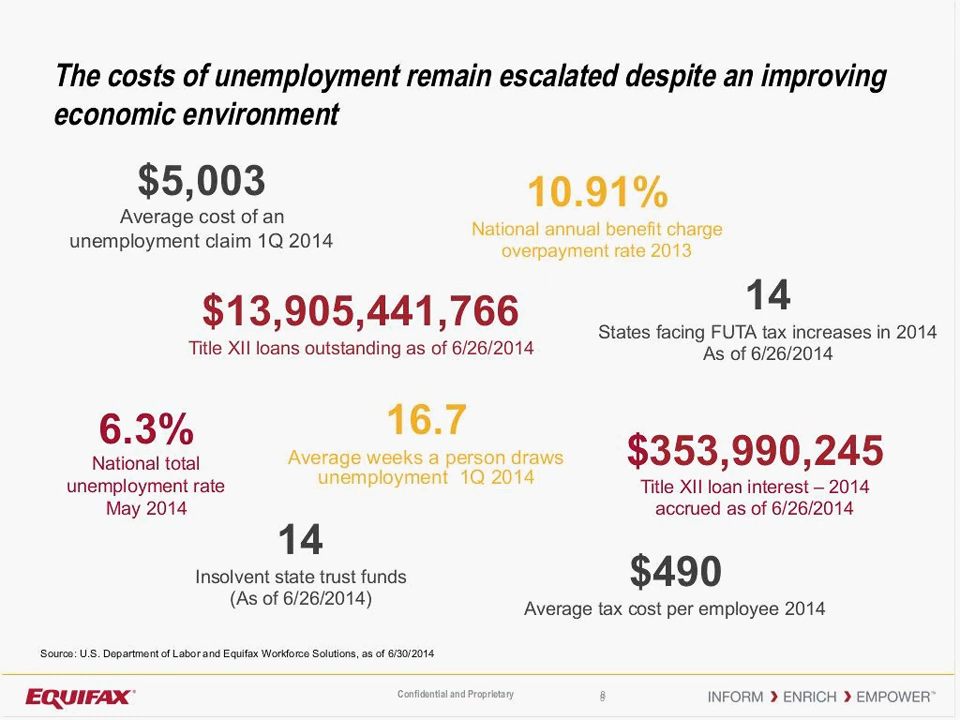 The costs of unemployment remain escalated despite an improving
economic environment
$5,003
Average cost of an
unemployment claim 1Q 2014
10.91%
National annual benefit charge
overpayment rate 2013
$13,905,441,766
Title XII loans outstanding as of 6/26/2014
14
States facing FUTA tax increases in 2014
As of 6/26/2014
6.3%
National total
unemployment rate
May 2014
16.7
Average weeks a person draws
unemployment 1Q 2014
$353,990,245
Title XII loan interest – 2014
accrued as of 6/26/2014
14
Insolvent state trust funds
(As of 6/26/2014)
$490
Average tax cost per employee 2014
Source: U.S. Department of Labor and Equifax Workforce Solutions, as of 6/30/2014
EQUIFAX®
Confidential and Proprietary
INFORM ❯ ENRICH ❯ EMPOWER™